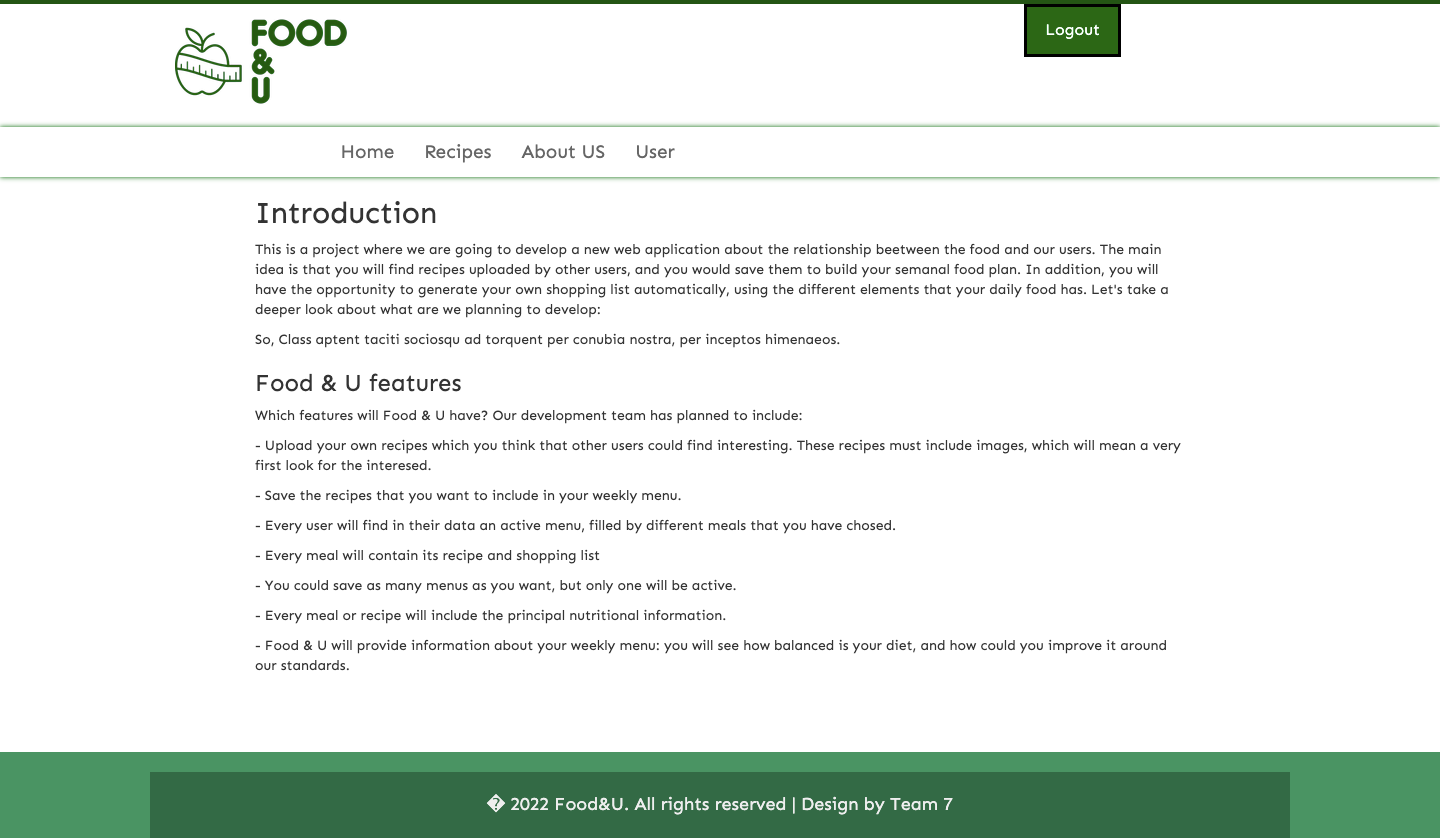 FOOD
&
U
Logout
Home Recipes About US User
Introduction
This is a project where we are going to develop a new web application about the relationship beetween the food and our users. The main
idea is that you will find recipes uploaded by other users, and you would save them to build your semanal food plan. In addition, you will
have the opportunity to generate your own shopping list automatically, using the different elements that your daily food has. Let's take a
deeper look about what are we planning to develop:
So, Class aptent taciti sociosqu ad torquent per conubia nostra, per inceptos himenaeos.
Food & U features
Which features will Food & U have? Our development team has planned to include:
- Upload your own recipes which you think that other users could find interesting. These recipes must include images, which will mean a very
first look for the interesed.
- Save the recipes that you want to include in your weekly menu.
- Every user will find in their data an active menu, filled by different meals that you have chosed.
- Every meal will contain its recipe and shopping list
- You could save as many menus as you want, but only one will be active.
- Every meal or recipe will include the principal nutritional information.
- Food & U will provide information about your weekly menu: you will see how balanced is your diet, and how could you improve it around
our standards.
� 2022 Food&U. All rights reserved | Design by Team 7